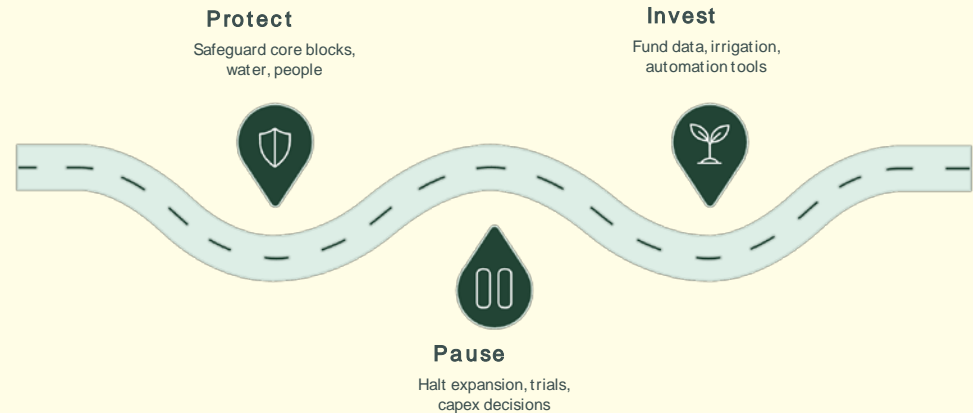 Protect
Safeguard core blocks,
water, people
Invest
Fund data, irrigation,
automation tools
Pause
Halt expansion, trials,
capex decisions